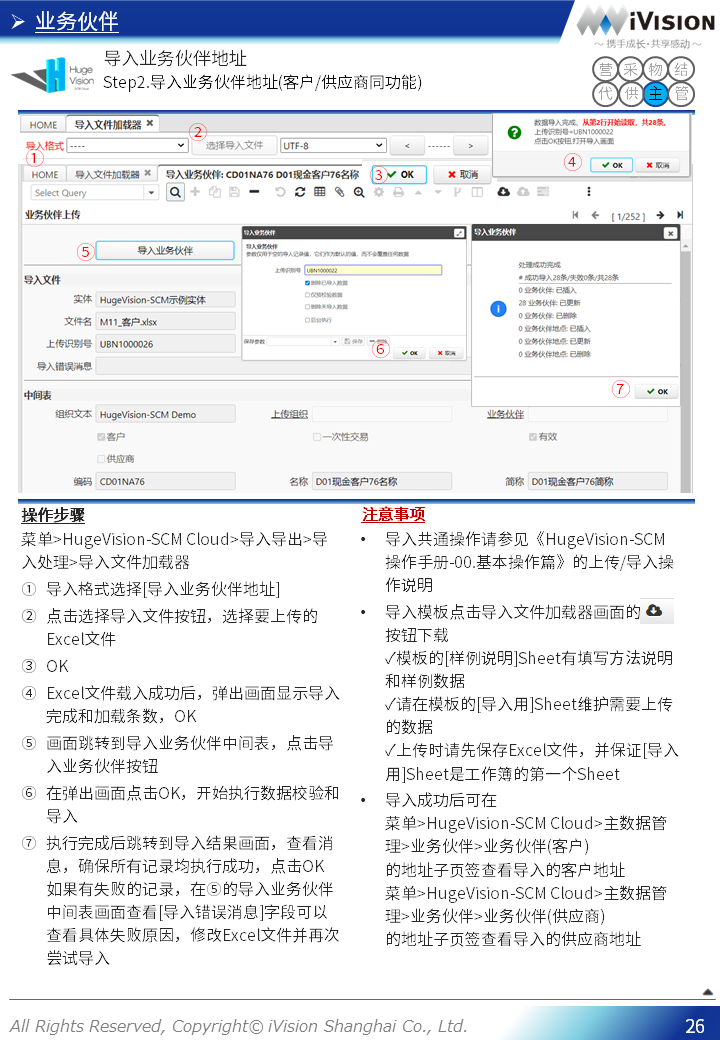 ➢ 业务伙伴
iVISION
～携手成长·共享感动～
Huge Vision
SCM Cloud
导入业务伙伴地址
Step2.导入业务伙伴地址(客户/供应商同功能)
营 采 物 结
代 供 主 管
HOME 导入文件加载器 ✖
导入格式 ---- ② 选择导入文件 UTF-8 < ------ >
①
数据导入完成。从第2行开始读取，共28条。
上传识别号=UBN1000022
点击OK按钮,打开导入画面
④ OK 取消
HOME 导入文件加载器 ✖ 导入业务伙伴: CD01NA76 D01现金客户76名称 ③ OK 取消
Select Query
业务伙伴上传 [ 1/252 ]
⑤ 导入业务伙伴
导入业务伙伴
导入业务伙伴
参数仅用于空的导入记录值，它们作为默认的值，而不会覆盖任何数据
上传识别号 UBN1000022
删除已导入数据
仅预检验数据
删除未导入数据
后台执行
保存参数 保存
⑥ OK 取消
导入业务伙伴
处理成功完成
# 成功导入28条/失败0条/共28条
0 业务伙伴: 已插入
28 业务伙伴: 已更新
0 业务伙伴: 已删除
0 业务伙伴地点: 已插入
0 业务伙伴地点: 已更新
0 业务伙伴地点: 已删除
⑦ OK
导入文件
实体 HugeVision-SCM示例实体
文件名 M11_客户.xlsx
上传识别号 UBN1000026
导入错误消息
中间表
组织文本 HugeVision-SCM Demo 上传组织 业务伙伴
客户 一次性交易 有效
供应商
编码 CD01NA76 名称 D01现金客户76名称 简称 D01现金客户76简称
操作步骤
菜单>HugeVision-SCM Cloud>导入导出>导
入处理>导入文件加载器
① 导入格式选择[导入业务伙伴地址]
② 点击选择导入文件按钮，选择要上传的
Excel文件
③ OK
④ Excel文件载入成功后，弹出画面显示导入
完成和加载条数，OK
⑤ 画面跳转到导入业务伙伴中间表，点击导
入业务伙伴按钮
⑥ 在弹出画面点击OK，开始执行数据校验和
导入
⑦ 执行完成后跳转到导入结果画面，查看消
息，确保所有记录均执行成功，点击OK
如果有失败的记录，在⑤的导入业务伙伴
中间表画面查看[导入错误消息]字段可以
查看具体失败原因，修改Excel文件并再次
尝试导入
注意事项
• 导入共通操作请参见《HugeVision-SCM
操作手册-00.基本操作篇》的上传/导入操
作说明
• 导入模板点击导入文件加载器画面的
按钮下载
✓模板的[样例说明]Sheet有填写方法说明
和样例数据
✓请在模板的[导入用]Sheet维护需要上传
的数据
✓上传时请先保存Excel文件，并保证[导入
用]Sheet是工作簿的第一个Sheet
• 导入成功后可在
菜单>HugeVision-SCM Cloud>主数据管
理>业务伙伴>业务伙伴(客户)
的地址子页签查看导入的客户地址
菜单>HugeVision-SCM Cloud>主数据管
理>业务伙伴>业务伙伴(供应商)
的地址子页签查看导入的供应商地址
All Rights Reserved, Copyright© iVision Shanghai Co., Ltd.
26